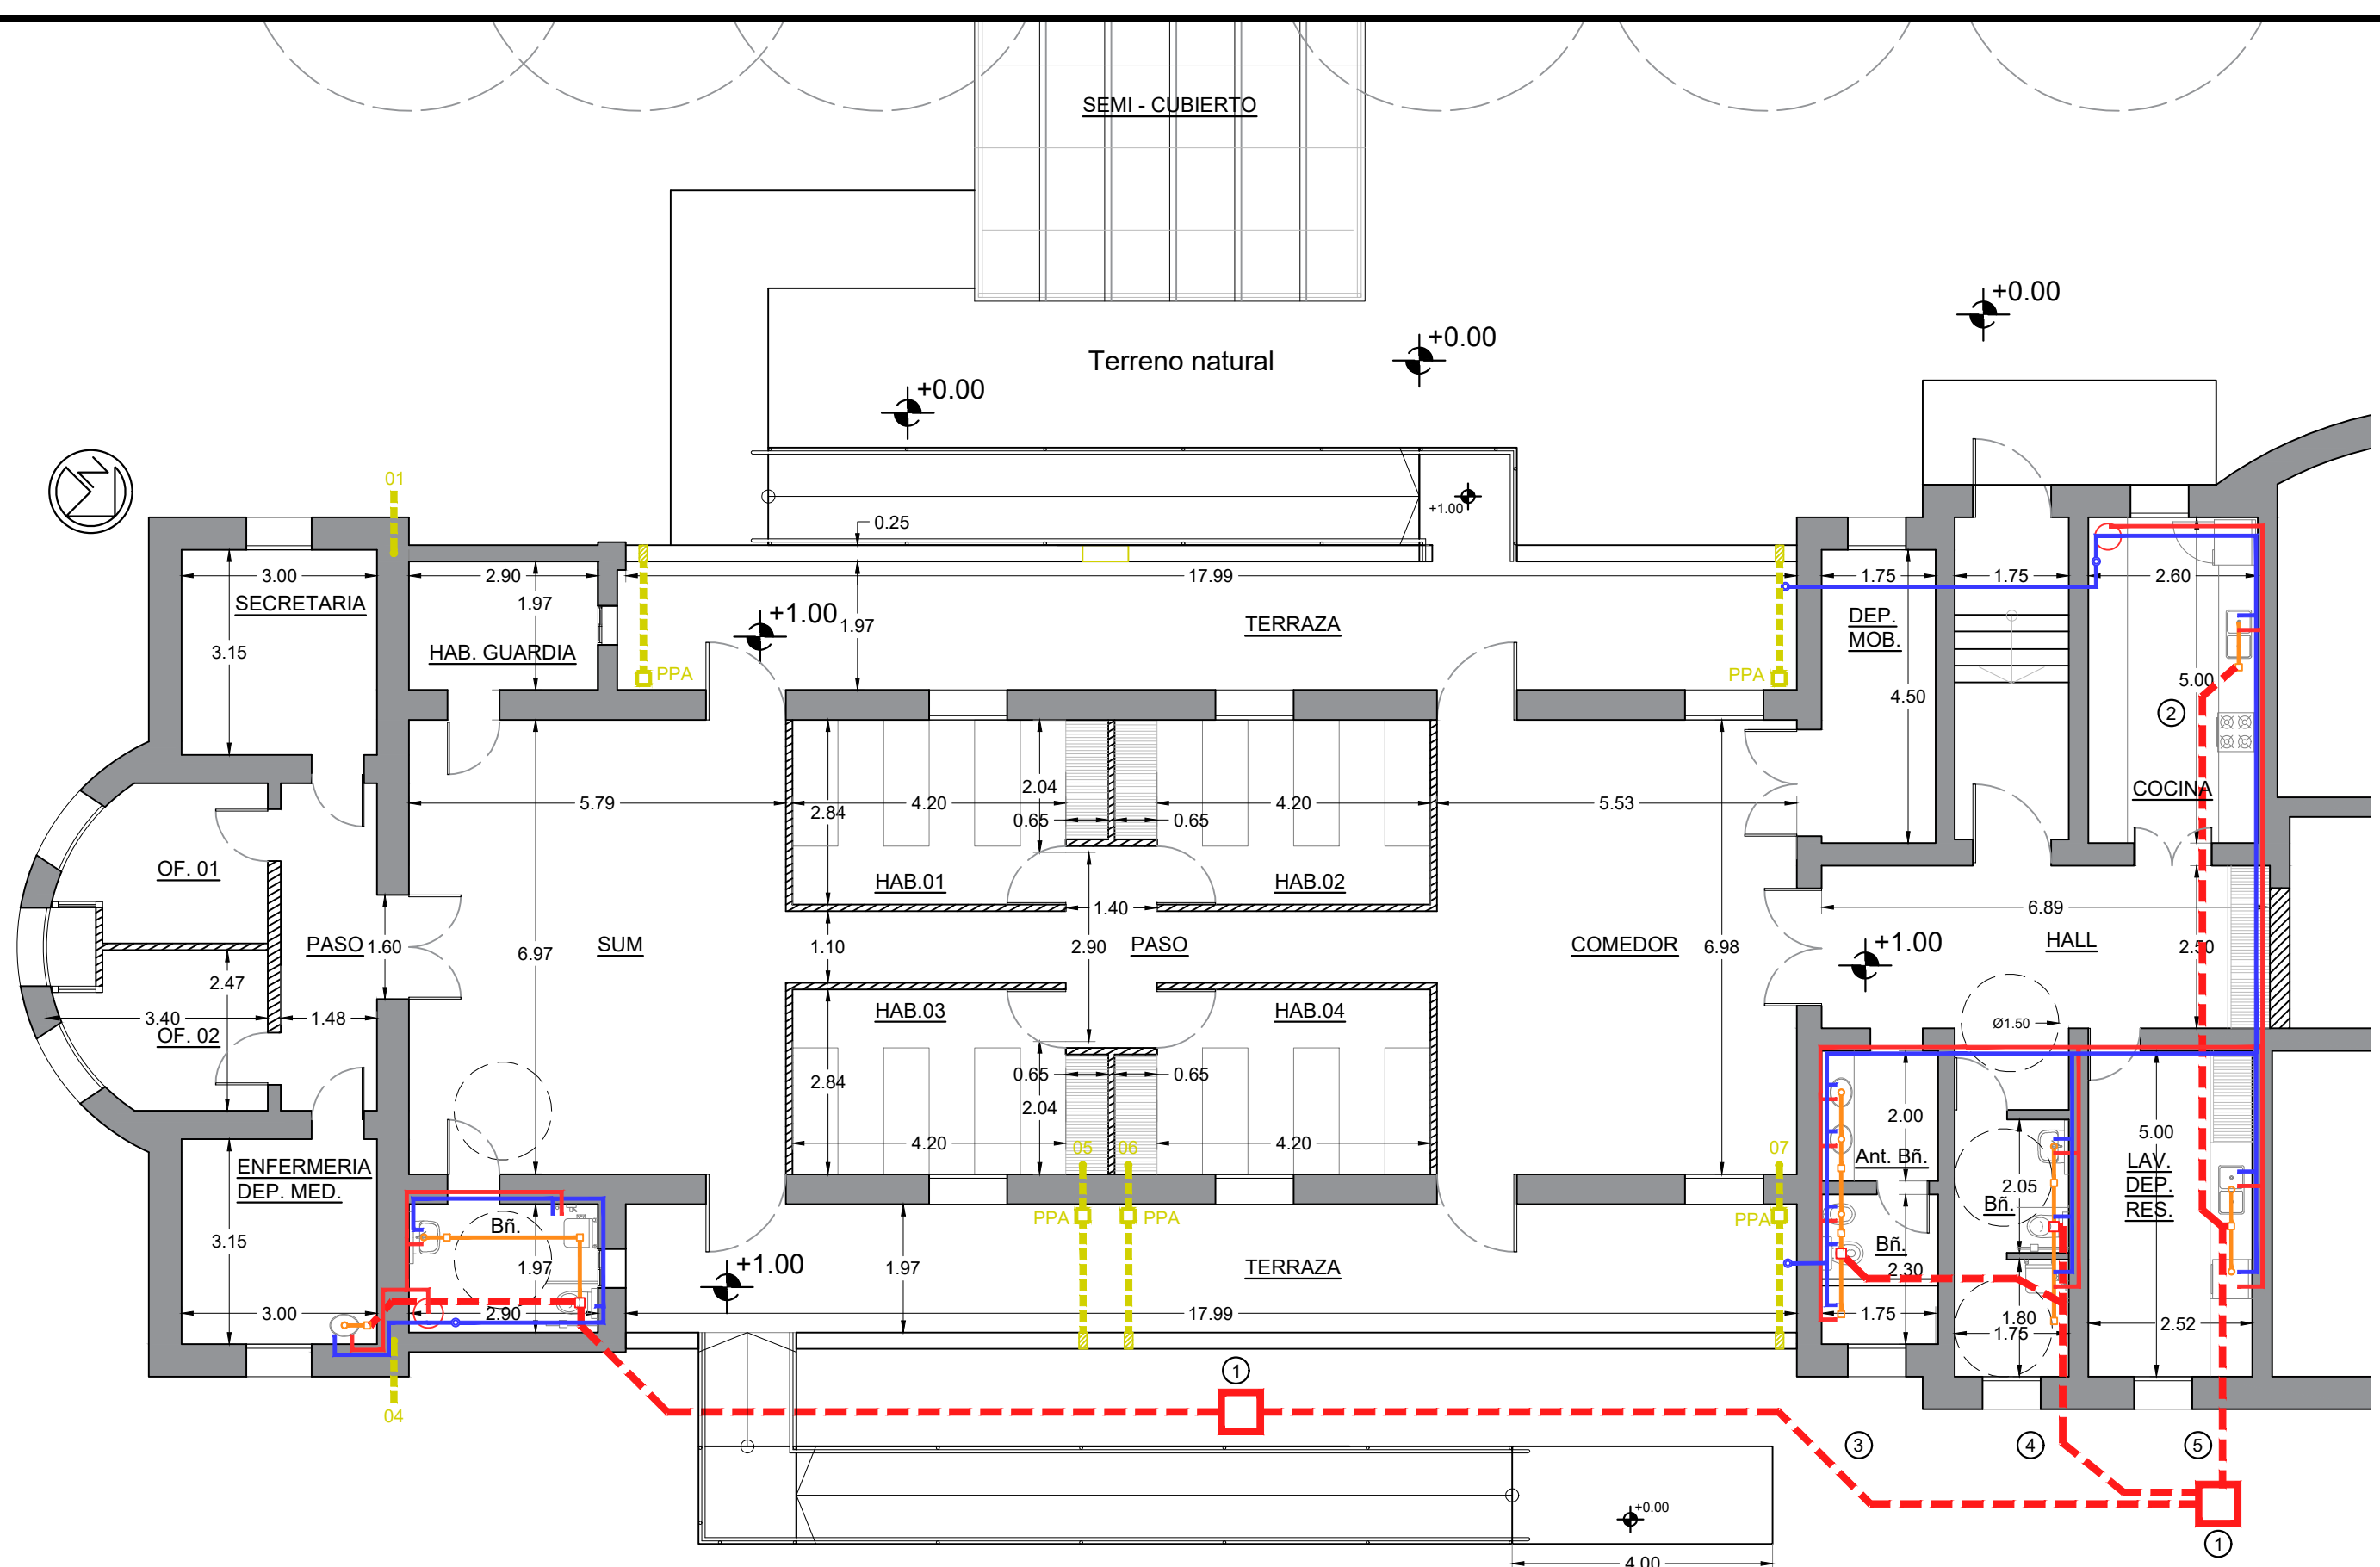 SEMI - CUBIERTO
+0.00
+0.00
Terreno natural
+0.00
01
+1.00
0.25
3.00
2.90
17.99
1.75
1.75
2.60
SECRETARIA
1.97
+1.00
1.97
TERRAZA
DEP.
MOB.
3.15
HAB. GUARDIA
PPA
PPA
5.00
4.50
2
2.04
COCINA
5.79
2.84
4.20
4.20
5.53
0.65
0.65
OF. 01
HAB.01
HAB.02
1.40
6.89
PASO
1.60
6.97
SUM
1.10
2.90
PASO
COMEDOR
6.98
+1.00
HALL
2.50
2.47
3.40
1.48
HAB.03
HAB.04
Ø1.50
OF. 02
2.84
0.65
0.65
2.04
2.00
4.20
4.20
05
06
07
5.00
ENFERMERIA
DEP. MED.
Ant. Bñ.
LAV.
DEP.
RES.
2.05
Bñ.
PPA
PPA
PPA
Bñ.
3.15
Bñ.
1.97
+1.00
1.97
TERRAZA
2.30
3.00
2.90
17.99
1.75
1.80
1.75
2.52
1
04
3
4
5
+0.00
1
4.00